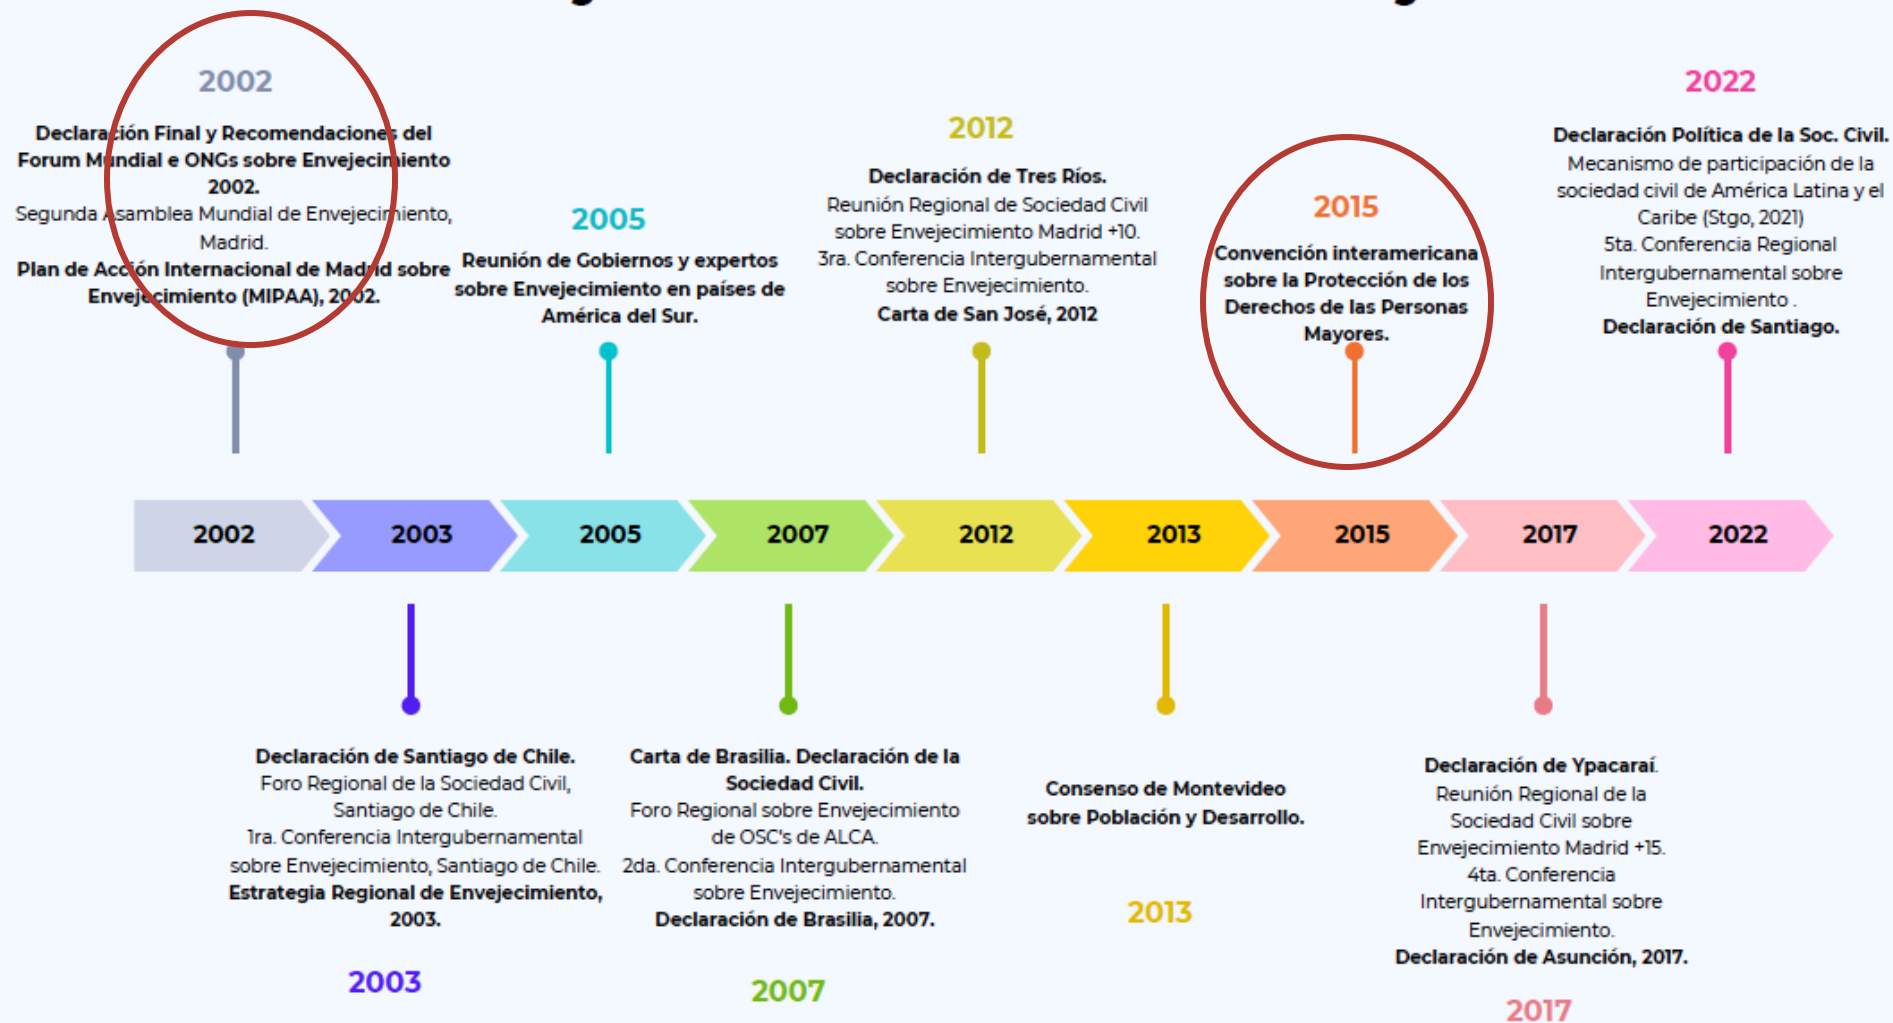 2002
Declaración Final y Recomendaciones del
Forum Mundial e ONGs sobre Envejecimiento
2002.
Segunda Asamblea Mundial de Envejecimiento,
Madrid.
Plan de Acción Internacional de Madrid sobre
Envejecimiento (MIPAA), 2002.
2005
Reunión de Gobiernos y expertos
sobre Envejecimiento en países de
América del Sur.
2012
Declaración de Tres Ríos.
Reunión Regional de Sociedad Civil
sobre Envejecimiento Madrid +10.
3ra. Conferencia Intergubernamental
sobre Envejecimiento.
Carta de San José, 2012
2015
Convención interamericana
sobre la Protección de los
Derechos de las Personas
Mayores.
2022
Declaración Política de la Soc. Civil.
Mecanismo de participación de la
sociedad civil de América Latina y el
Caribe (Stgo, 2021)
5ta. Conferencia Regional
Intergubernamental sobre
Envejecimiento .
Declaración de Santiago.
2002
2003
2005
2007
2012
2013
2015
2017
2022
Declaración de Santiago de Chile.
Foro Regional de la Sociedad Civil,
Santiago de Chile.
1ra. Conferencia Intergubernamental
sobre Envejecimiento, Santiago de Chile.
Estrategia Regional de Envejecimiento,
2003.
2003
Carta de Brasilia. Declaración de la
Sociedad Civil.
Foro Regional sobre Envejecimiento
de OSC's de ALCA.
2da. Conferencia Intergubernamental
sobre Envejecimiento.
Declaración de Brasilia, 2007.
2007
Consenso de Montevideo
sobre Población y Desarrollo.
2013
Declaración de Ypacaraí.
Reunión Regional de la
Sociedad Civil sobre
Envejecimiento Madrid +15.
4ta. Conferencia
Intergubernamental sobre
Envejecimiento.
Declaración de Asunción, 2017.
2017